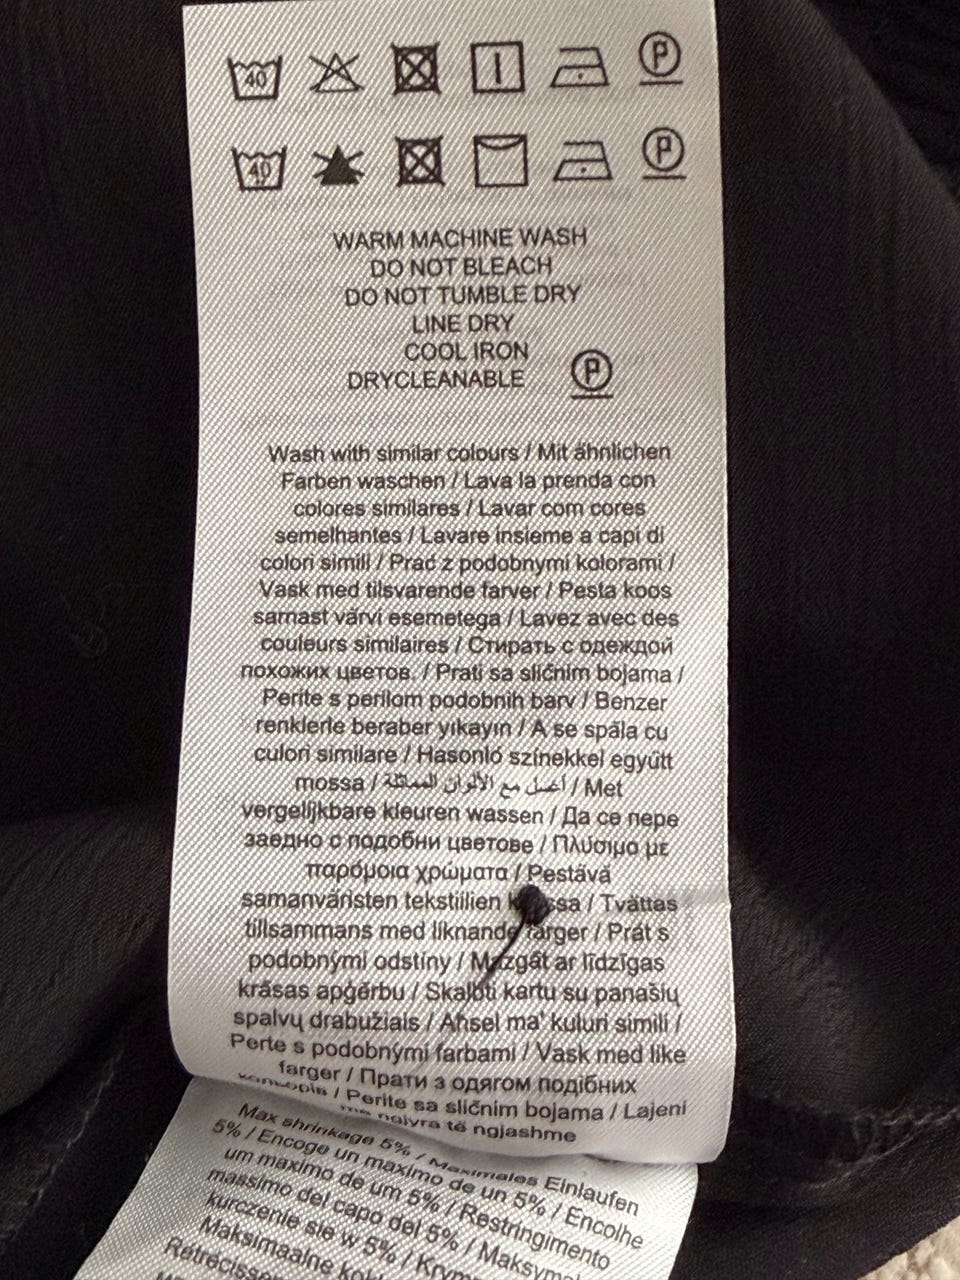 40 P
40 P
WARM MACHINE WASH
DO NOT BLEACH
DO NOT TUMBLE DRY
LINE DRY
COOL IRON
DRYCLEANABLE P
Wash with similar colours / Mit ähnlichen
Farben waschen / Lava la prenda con
colores similares / Lavar com cores
semelhantes / Lavare insieme a capi di
colori simili / Prać z podobnymi kolorami /
Vask med tilsvarende farver / Pesta koos
samast värvi esemetega / Lavez avec des
couleurs similaires / Стирать с одеждой
похожих цветов. / Prati sa sličnim bojama /
Perite s perilom podobnih barv / Benzer
renklerle beraber yıkayın / A se spăla cu
culori similare / Hasonló színekkel együtt
mossa / أغسل مع الألوان المماثلة / Met
vergelijkbare kleuren wassen / Да се пере
заедно с подобни цветове / Πλύσιμο με
παρόμοια χρώματα / Pestävä
samanväristen tekstiilien / Tvättas
tillsammans med liknande färger / Prát s
podobnými odstíny / Mazgāt ar līdzīgas
krāsas apģērbu / Skalbti kartu su panašių
spalvų drabužiais / Aħsel ma' kuluri simili /
Perte s podobnými farbami / Vask med like
farger / Прати з одягом подібних
/ Perite sa sličnim bojama / Lajeni
me ngjyra të ngjashme
Max shrinkage 5% / Maximales Einlaufen
5% / Encoge un maximo de un 5% / Encolhe
um maximo de um 5% / Restringimento
massimo del capo del 5% /
kurczenie sie w 5% /
Maksimaalne